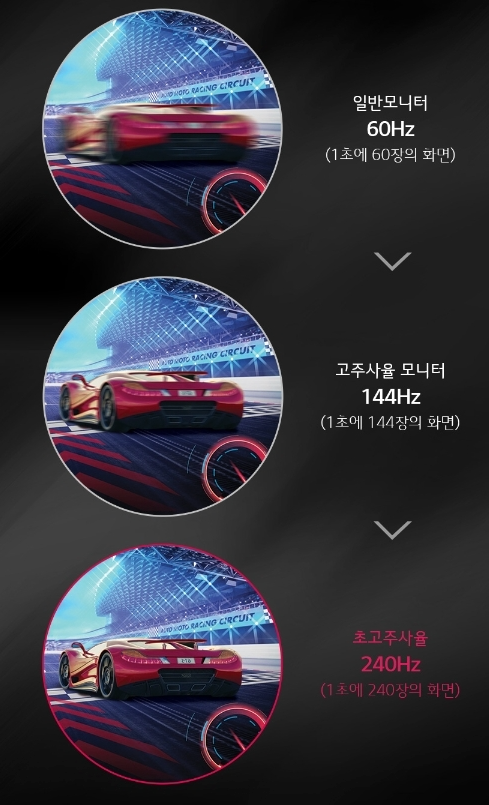 AUTO MOTO RACING CIRCUIT
일반모니터
60Hz
(1초에 60장의 화면)
AUTO MOTO RACING CIRCUIT
고주사율 모니터
144Hz
(1초에 144장의 화면)
AUTO MOTO RACING CIRCUIT
초고주사율
240Hz
(1초에 240장의 화면)